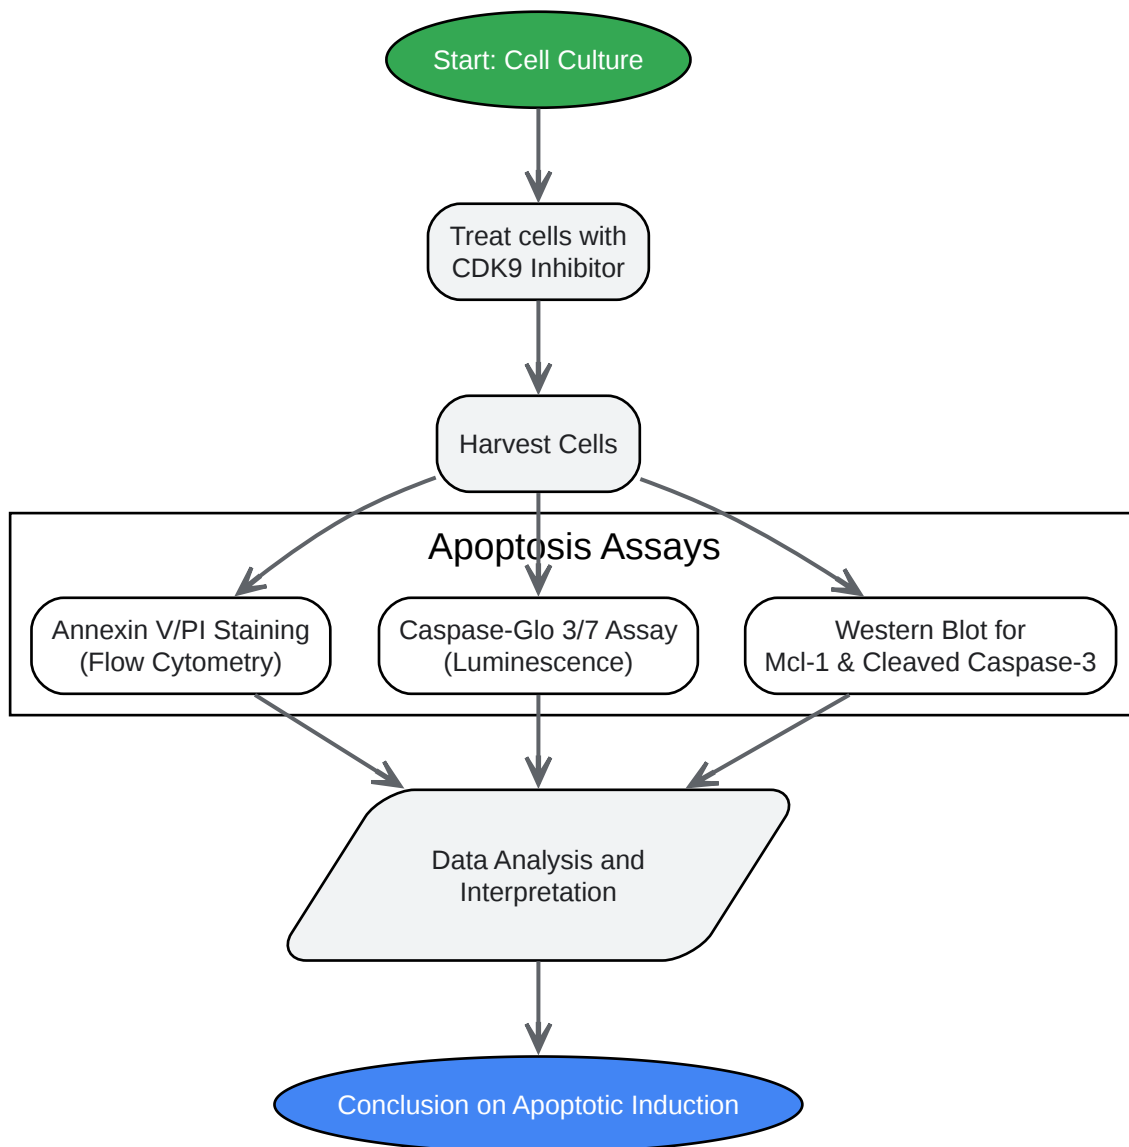 Start: Cell Culture
Treat cells with
CDK9 Inhibitor
Harvest Cells
Apoptosis Assays
Annexin V/PI Staining
(Flow Cytometry)
Caspase-Glo 3/7 Assay
(Luminescence)
Western Blot for
Mcl-1 & Cleaved Caspase-3
Data Analysis and
Interpretation
Conclusion on Apoptotic Induction